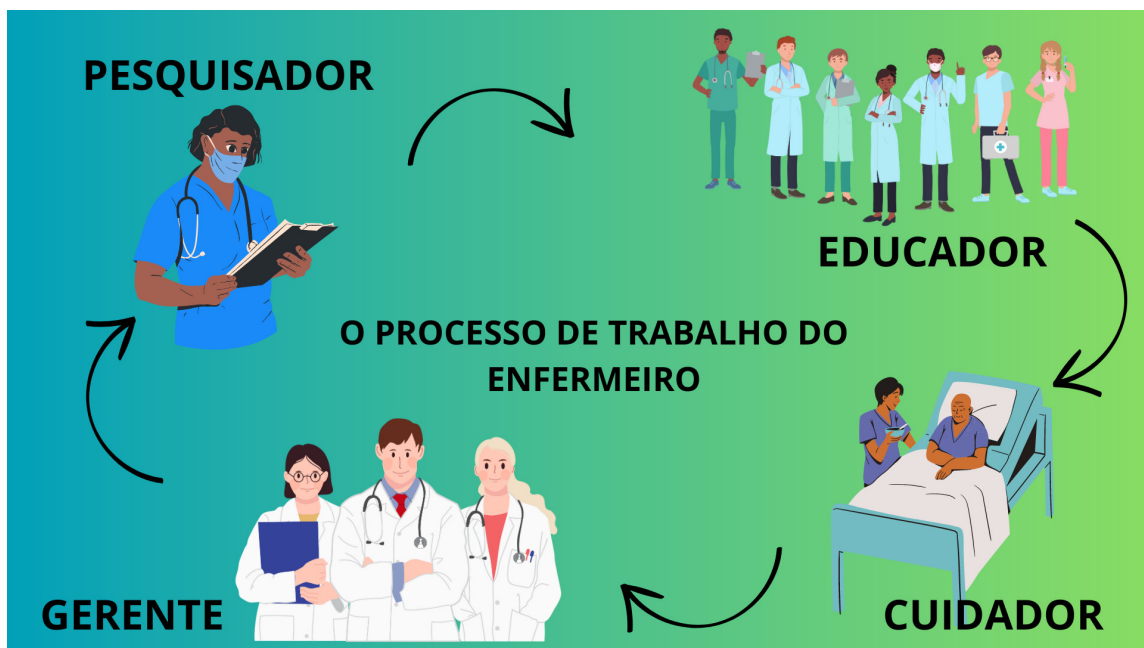 PESQUISADOR
EDUCADOR
O PROCESSO DE TRABALHO DO
ENFERMEIRO
GERENTE
CUIDADOR